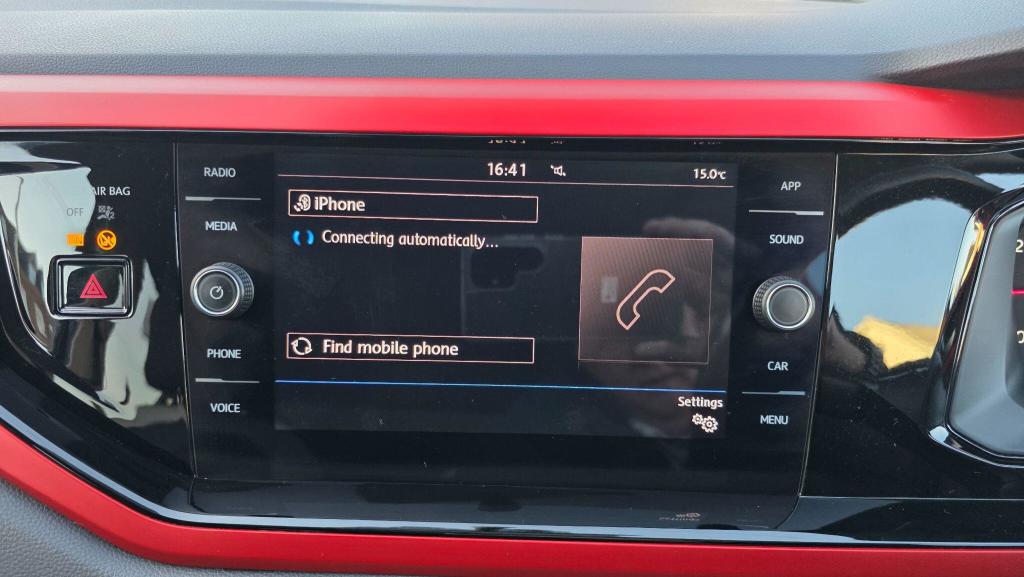 16:41
15.0°C
iPhone
Connecting automatically...
Find mobile phone
Settings
RADIO
MEDIA
PHONE
VOICE
APP
SOUND
CAR
MENU
AIR BAG
OFF
ON